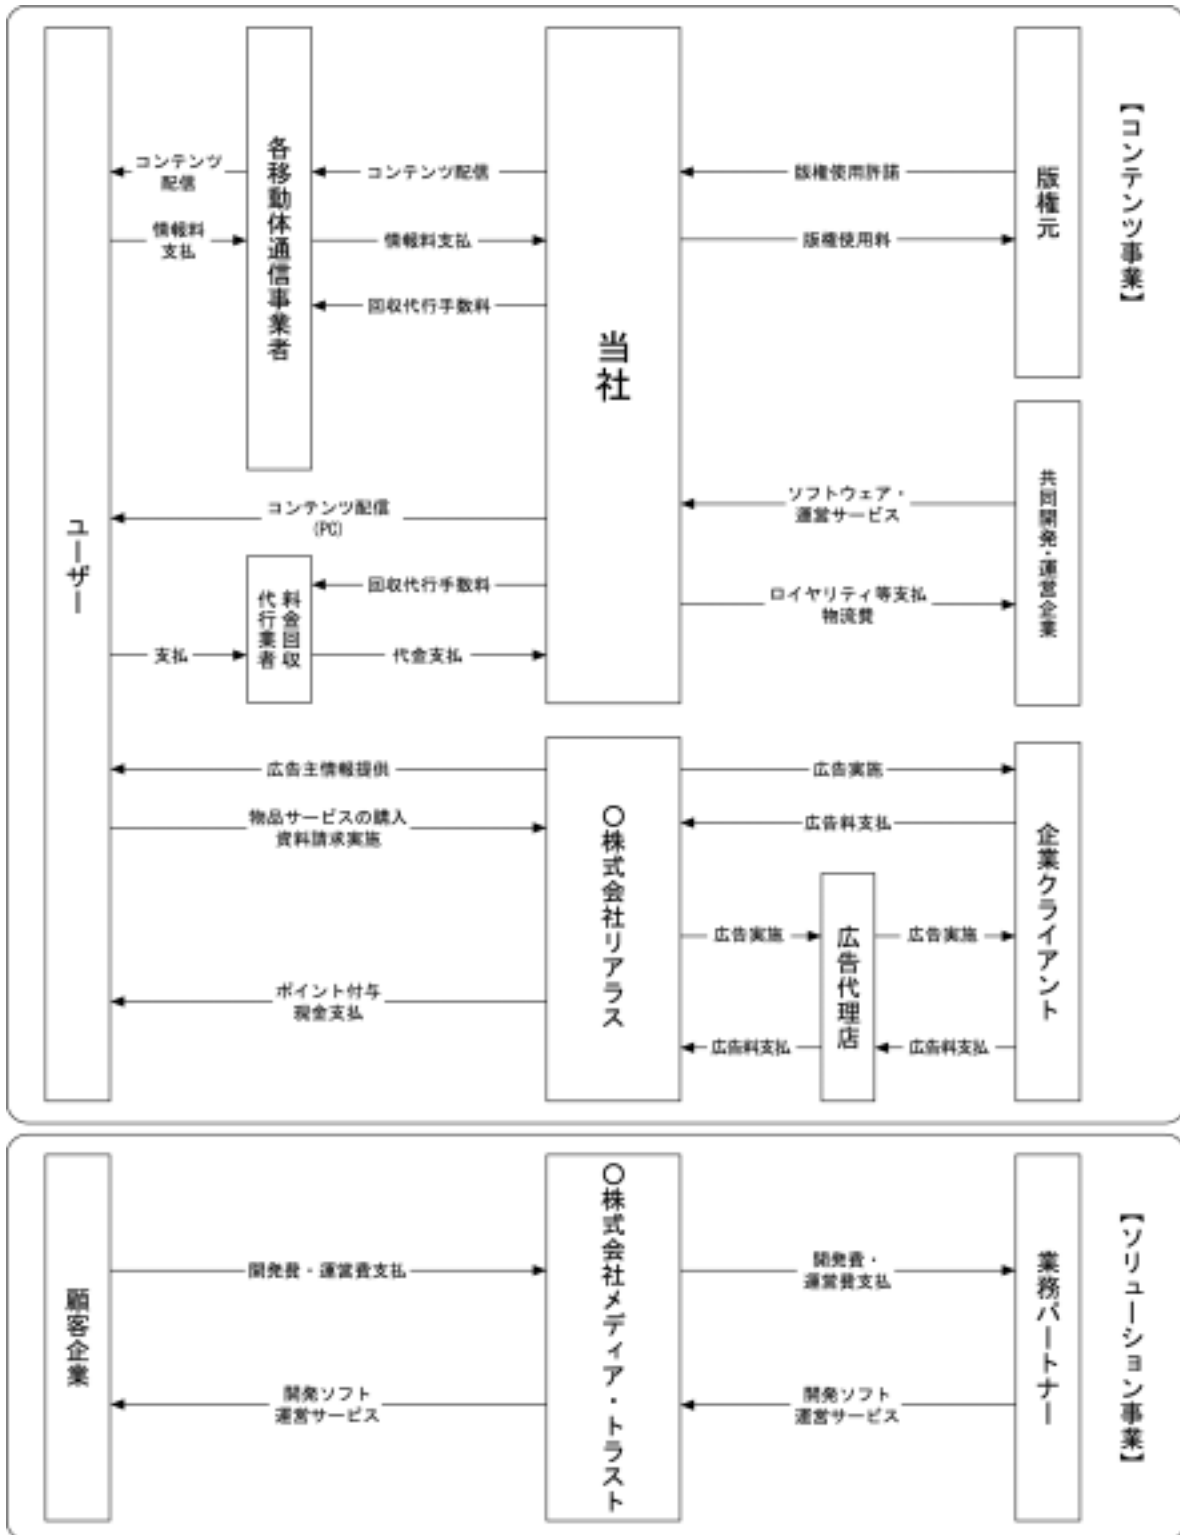 【コンテンツ事業】
ユーザー
各移動体通信事業者
当社
版権元
コンテンツ
配信
コンテンツ配信
版権使用許諾
情報料
支払
情報料支払
版権使用料
回収代行手数料
共同開発・運営企業
コンテンツ配信
(PC)
ソフトウェア・
運営サービス
料金回収
代行業者
回収代行手数料
ロイヤリティ等支払
物流費
支払
代金支払
○株式会社リアラス
企業クライアント
広告主情報提供
広告実施
物品サービスの購入
資料請求実施
広告料支払
広告代理店
広告実施
広告実施
ポイント付与
現金支払
広告料支払
広告料支払
【ソリューション事業】
顧客企業
○株式会社メディア・トラスト
業務パートナー
開発費・運営費支払
開発費・
運営費支払
開発ソフト
運営サービス
開発ソフト
運営サービス